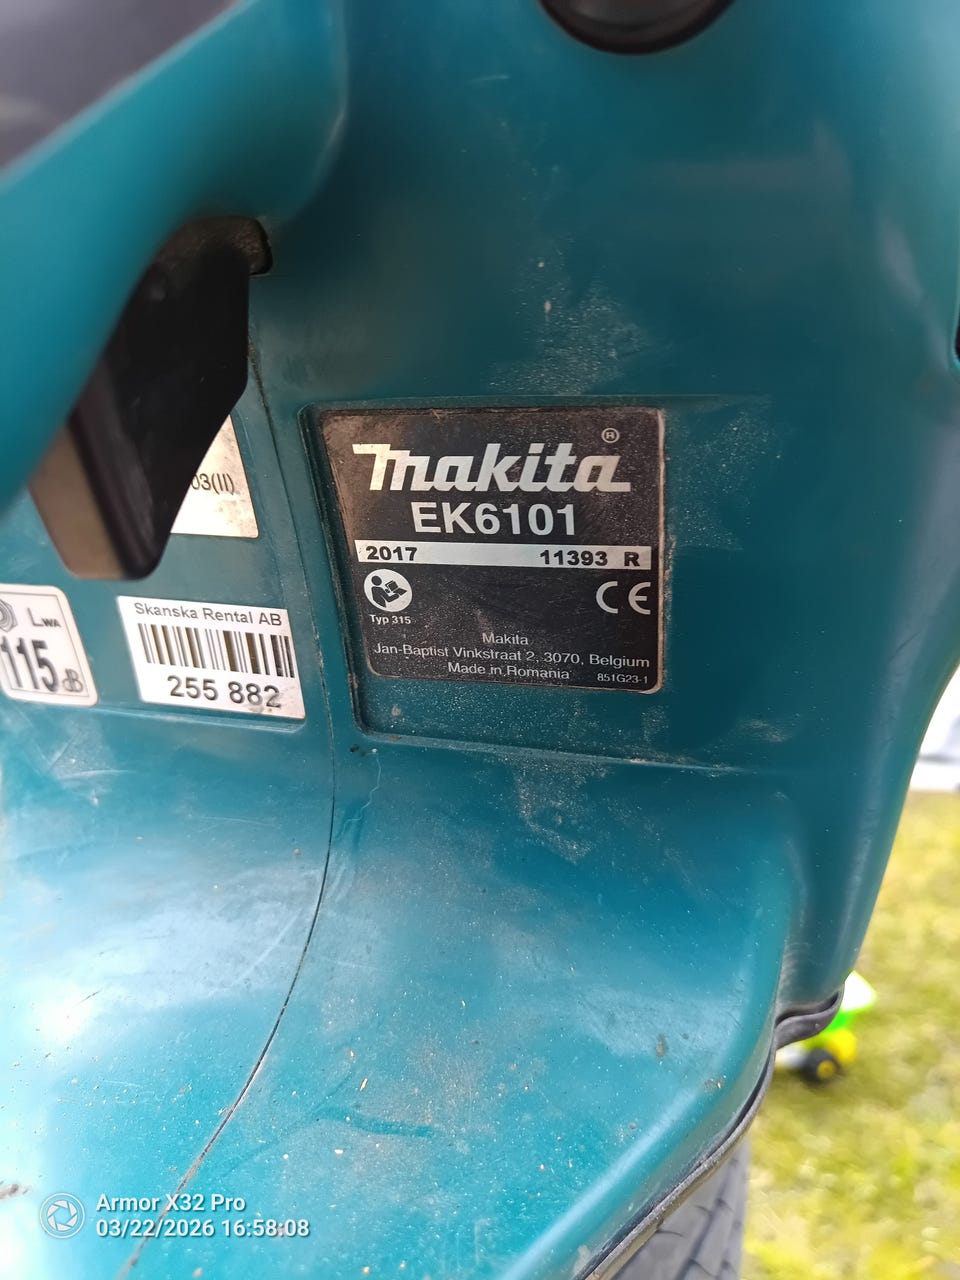 makita®
EK6101
2017 11393 R
CE
Typ 315
Makita
Jan-Baptist Vinkstraat 2, 3070, Belgium
Made in Romania 851G23-1
03(II)
LWA
115 dB
Skanska Rental AB
255 882
Armor X32 Pro
03/22/2026 16:58:08